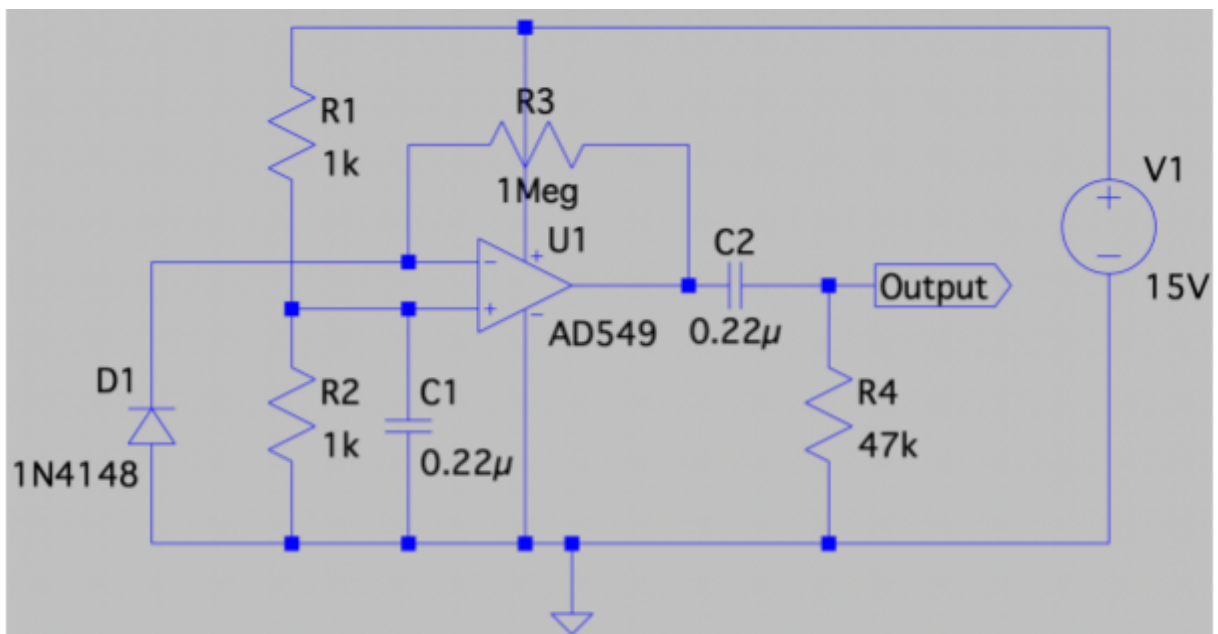 R1
1k
R3
1Meg
V1
+
−
15V
U1
−
+
+
−
AD549
C2
0.22µ
Output
D1
1N4148
R2
1k
C1
0.22µ
R4
47k